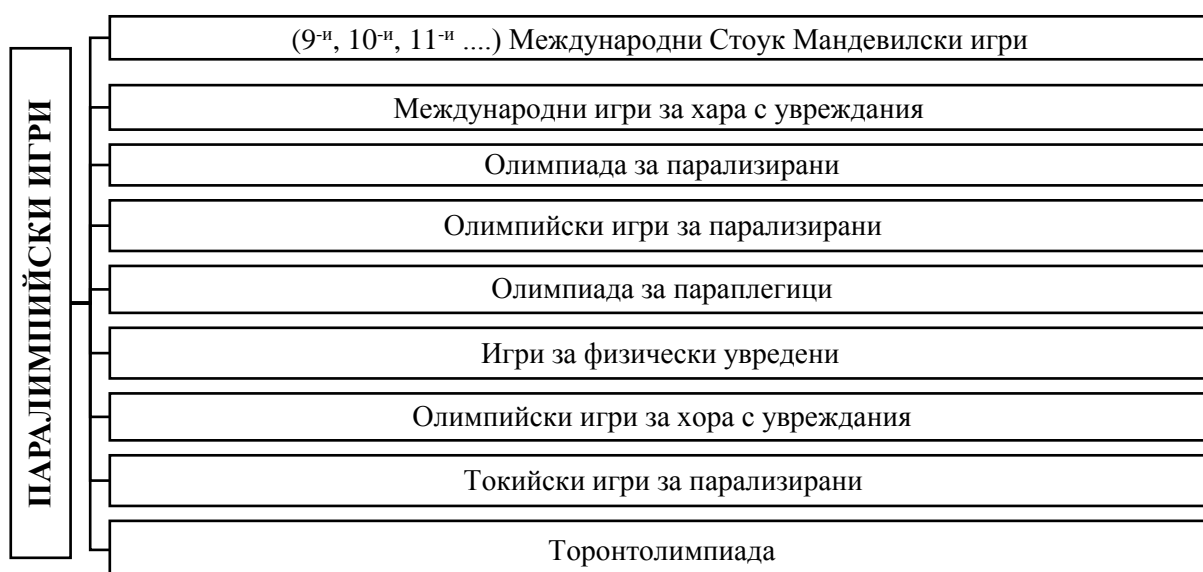 ПАРАЛИМПИЙСКИ ИГРИ
(9-и, 10-и, 11-и ....) Международни Стоук Мандевилски игри
Международни игри за хара с увреждания
Олимпиада за парализирани
Олимпийски игри за парализирани
Олимпиада за параплегици
Игри за физически увредени
Олимпийски игри за хора с увреждания
Токийски игри за парализирани
Торонтолимпиада